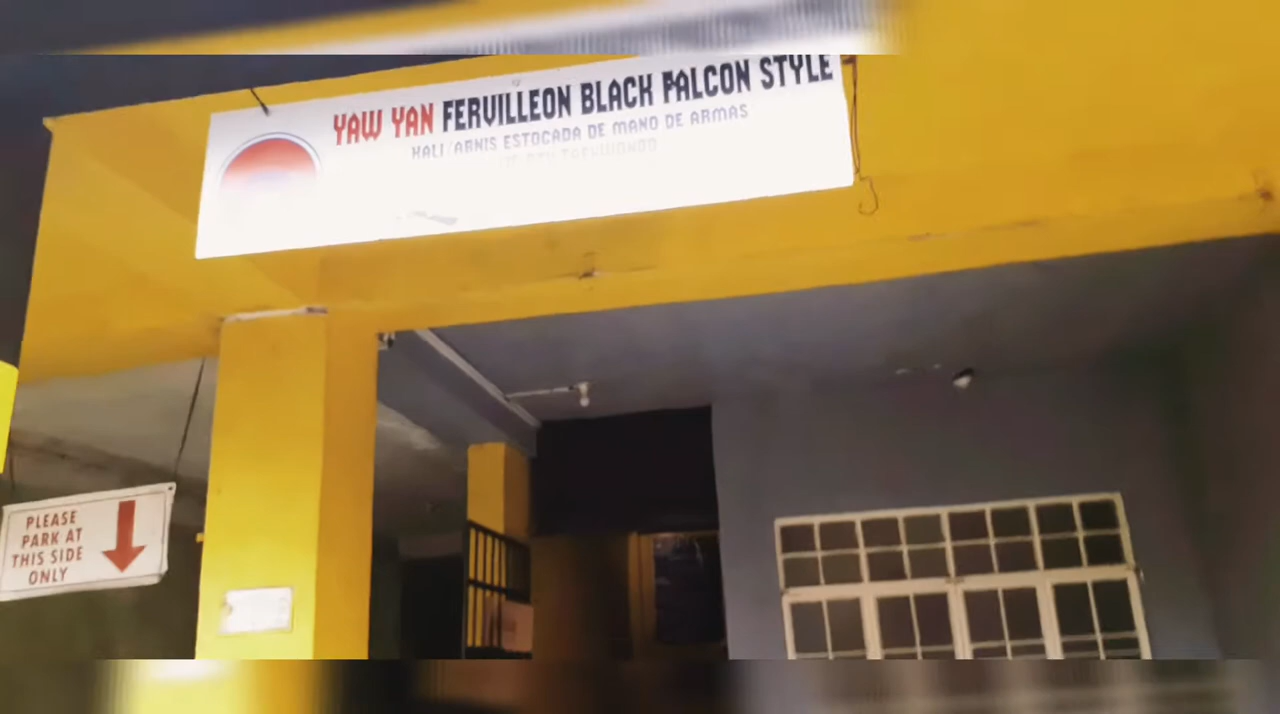 YAW YAN FERVILLEON BLACK FALCON STYLE
KALI/ARNIS ESTOCADA DE MANO DE ARMAS
TAEKWONDO
PLEASE
PARK AT
THIS SIDE
ONLY